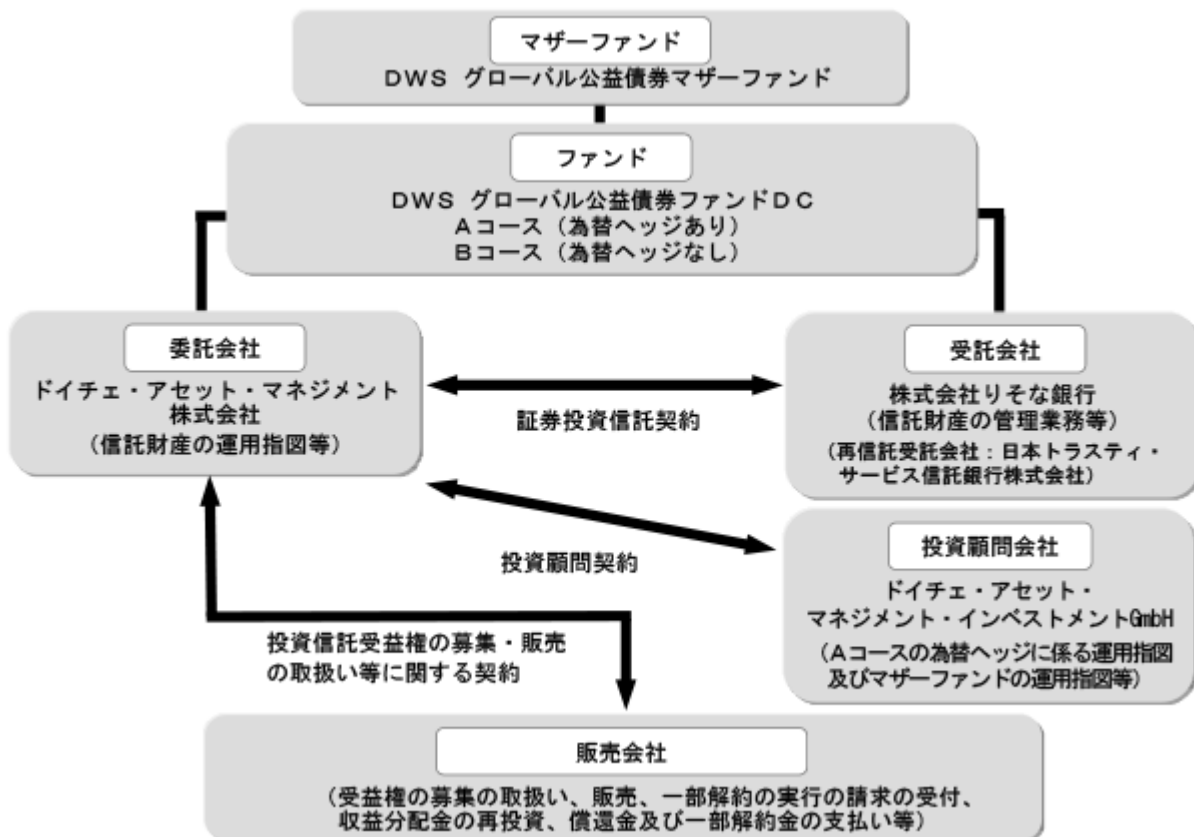 マザーファンド
DWS グローバル公益債券マザーファンド
ファンド
DWS グローバル公益債券ファンドDC
Aコース（為替ヘッジあり）
Bコース（為替ヘッジなし）
委託会社
ドイチェ・アセット・マネジメント
株式会社
（信託財産の運用指図等）
証券投資信託契約
受託会社
株式会社りそな銀行
（信託財産の管理業務等）
（再信託受託会社：日本トラスティ・
サービス信託銀行株式会社）
投資顧問契約
投資顧問会社
ドイチェ・アセット・
マネジメント・インベストメントGmbH
（Aコースの為替ヘッジに係る運用指図
及びマザーファンドの運用指図等）
投資信託受益権の募集・販売
の取扱い等に関する契約
販売会社
（受益権の募集の取扱い、販売、一部解約の実行の請求の受付、
収益分配金の再投資、償還金及び一部解約金の支払い等）